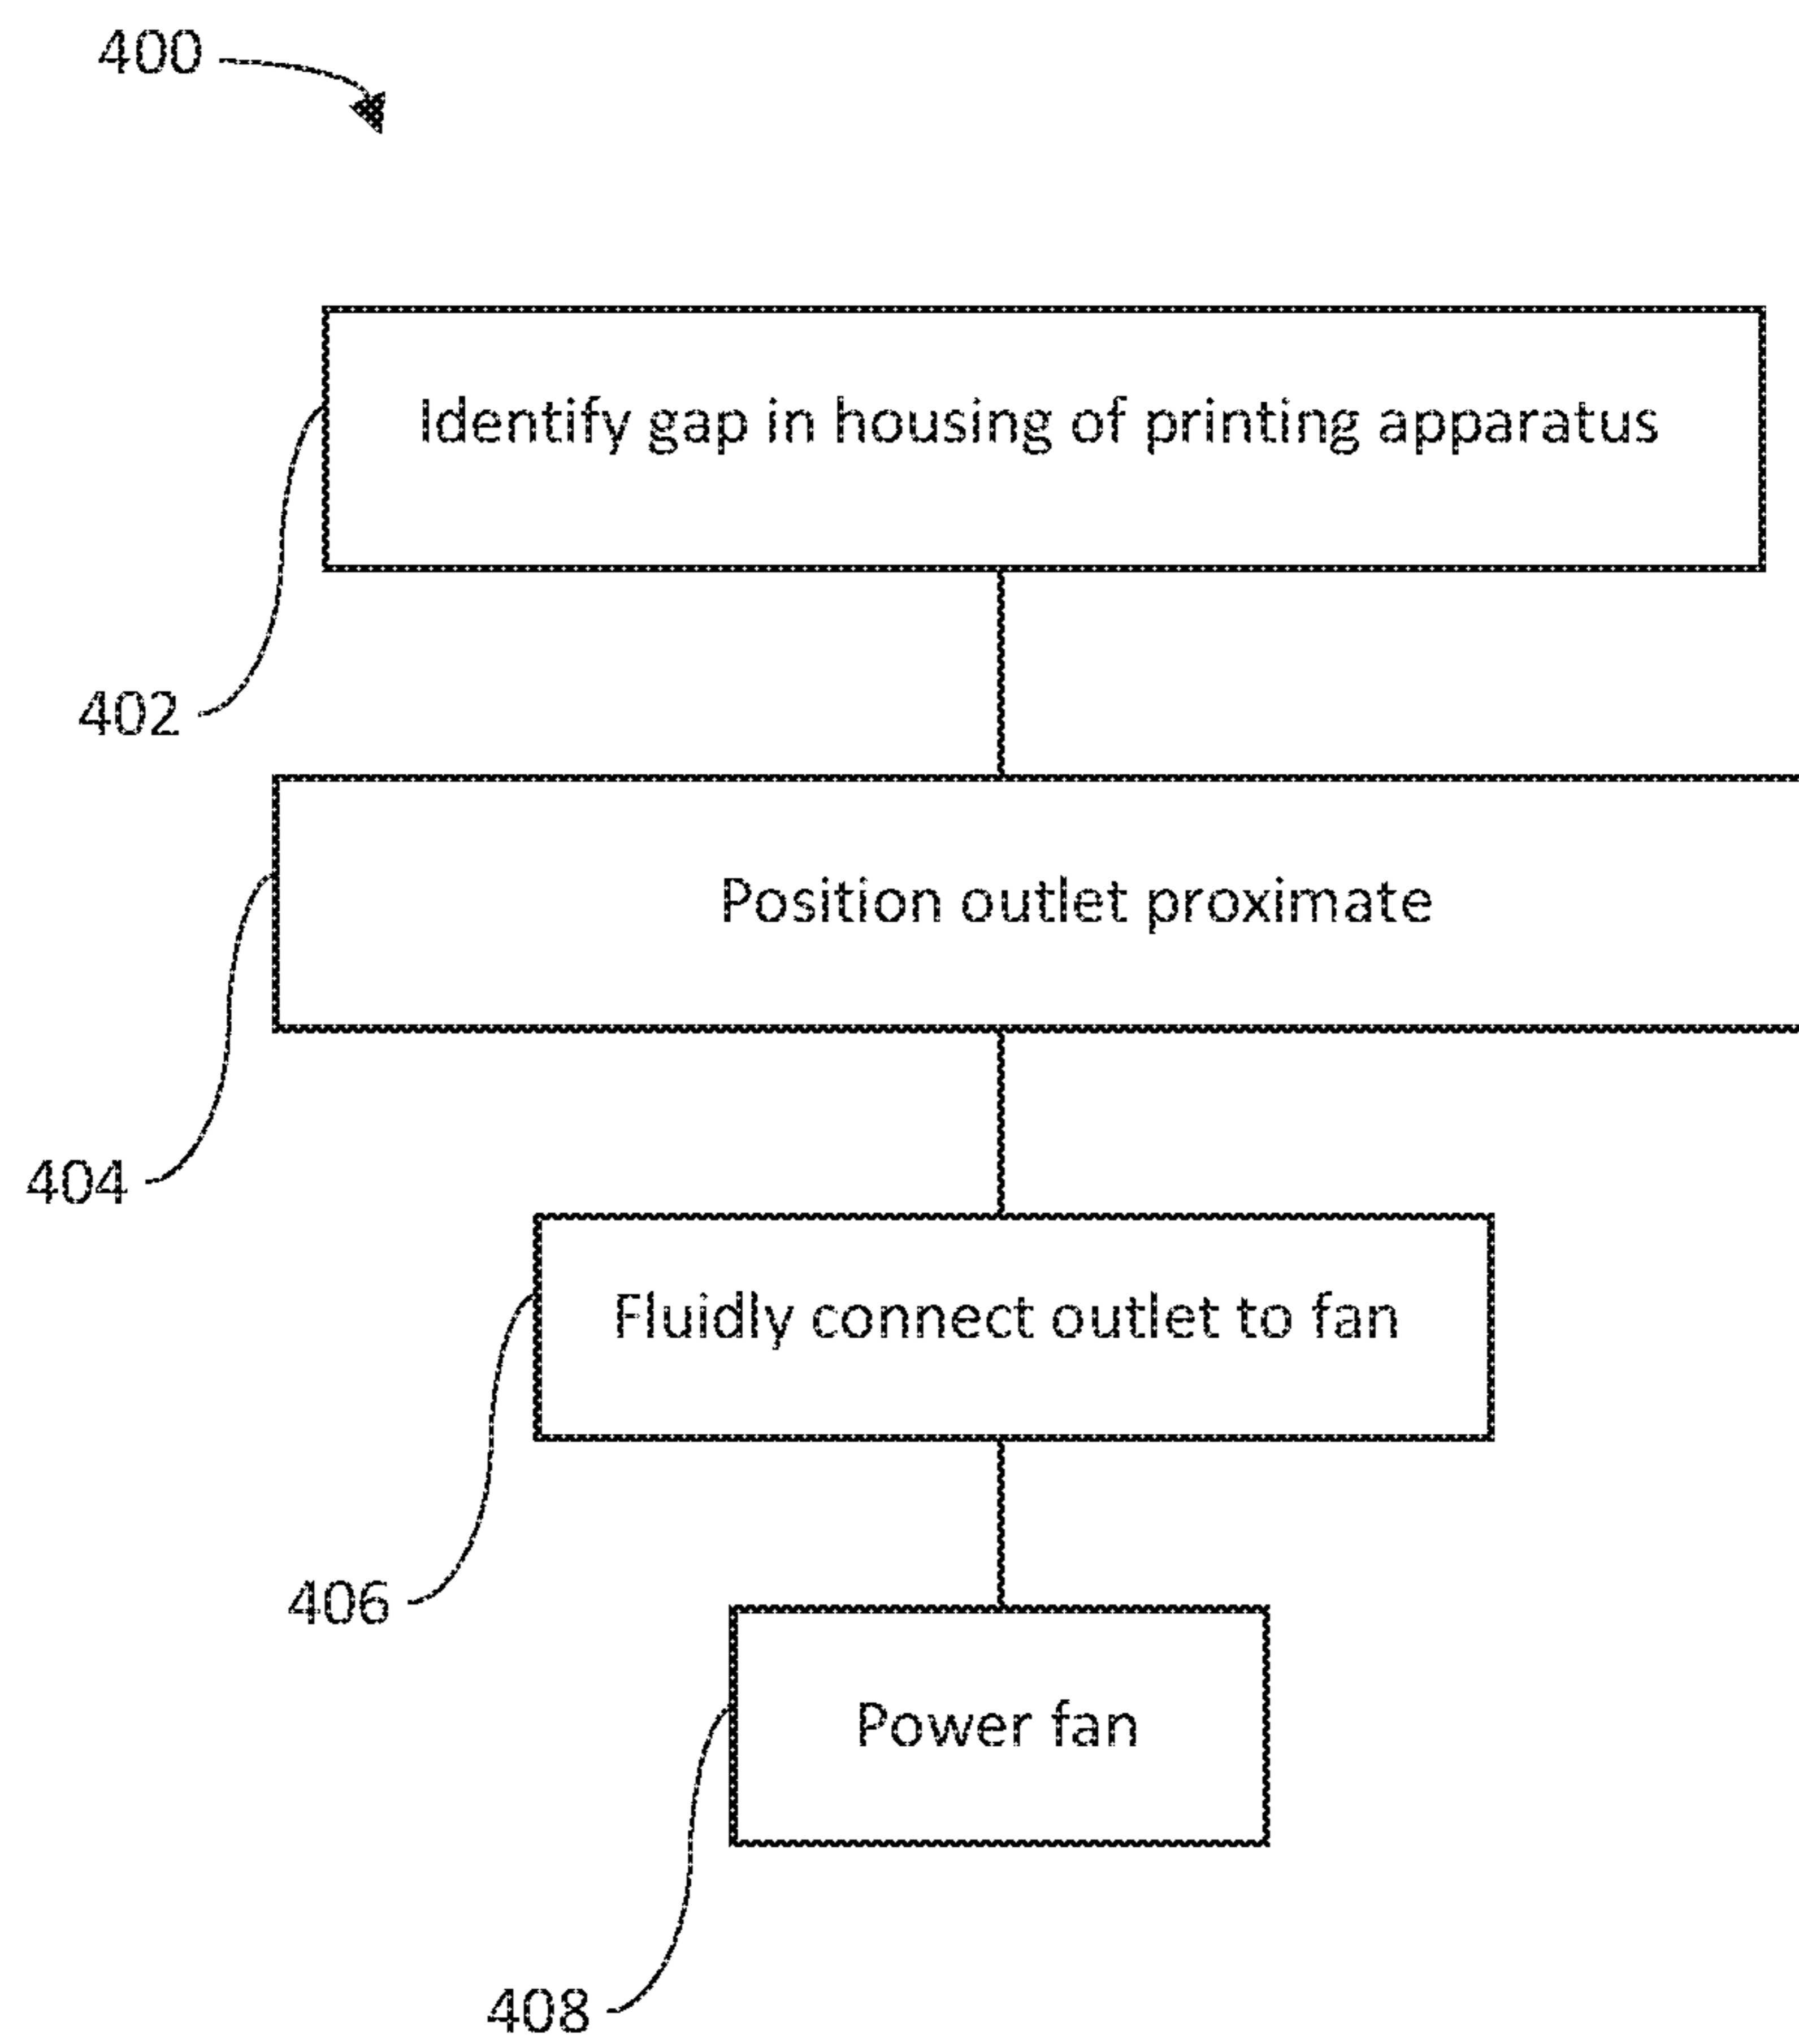 400
Identify gap in housing of printing apparatus
402
Position outlet proximate
404
Fluidly connect outlet to fan
406
Power fan
408